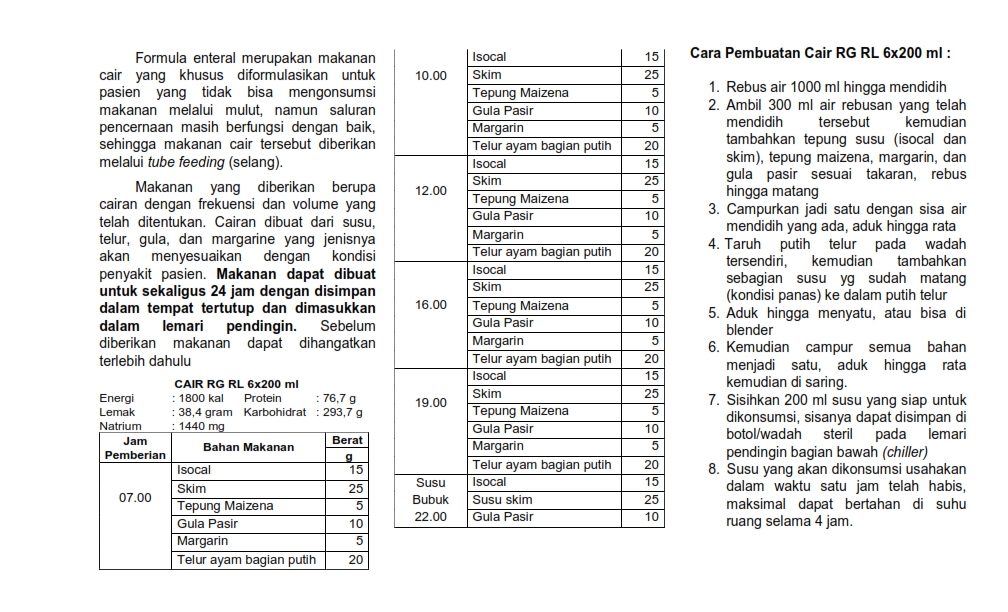 Formula enteral merupakan makanan
cair yang khusus diformulasikan untuk
pasien yang tidak bisa mengonsumsi
makanan melalui mulut, namun saluran
pencernaan masih berfungsi dengan baik,
sehingga makanan cair tersebut diberikan
melalui tube feeding (selang).
Makanan yang diberikan berupa
cairan dengan frekuensi dan volume yang
telah ditentukan. Cairan dibuat dari susu,
telur, gula, dan margarine yang jenisnya
akan menyesuaikan dengan kondisi
penyakit pasien. Makanan dapat dibuat
untuk sekaligus 24 jam dengan disimpan
dalam tempat tertutup dan dimasukkan
dalam lemari pendingin. Sebelum
diberikan makanan dapat dihangatkan
terlebih dahulu
CAIR RG RL 6x200 ml
Energi : 1800 kal Protein : 76,7 g
Lemak : 38,4 gram Karbohidrat : 293,7 g
Natrium : 1440 mg
Jam Pemberian Bahan Makanan Berat
g
07.00
Isocal 15
Skim 25
Tepung Maizena 5
Gula Pasir 10
Margarin 5
Telur ayam bagian putih 20
10.00
Isocal 15
Skim 25
Tepung Maizena 5
Gula Pasir 10
Margarin 5
Telur ayam bagian putih 20
12.00
Isocal 15
Skim 25
Tepung Maizena 5
Gula Pasir 10
Margarin 5
Telur ayam bagian putih 20
16.00
Isocal 15
Skim 25
Tepung Maizena 5
Gula Pasir 10
Margarin 5
Telur ayam bagian putih 20
19.00
Isocal 15
Skim 25
Tepung Maizena 5
Gula Pasir 10
Margarin 5
Telur ayam bagian putih 20
Susu Isocal 15
Bubuk Susu skim 25
22.00 Gula Pasir 10
Cara Pembuatan Cair RG RL 6x200 ml :
1. Rebus air 1000 ml hingga mendidih
2. Ambil 300 ml air rebusan yang telah
mendidih tersebut kemudian
tambahkan tepung susu (isocal dan
skim), tepung maizena, margarin, dan
gula pasir sesuai takaran, rebus
hingga matang
3. Campurkan jadi satu dengan sisa air
mendidih yang ada, aduk hingga rata
4. Taruh putih telur pada wadah
tersendiri, kemudian tambahkan
sebagian susu yg sudah matang
(kondisi panas) ke dalam putih telur
5. Aduk hingga menyatu, atau bisa di
blender
6. Kemudian campur semua bahan
menjadi satu, aduk hingga rata
kemudian di saring.
7. Sisihkan 200 ml susu yang siap untuk
dikonsumsi, sisanya dapat disimpan di
botol/wadah steril pada lemari
pendingin bagian bawah (chiller)
8. Susu yang akan dikonsumsi usahakan
dalam waktu satu jam telah habis,
maksimal dapat bertahan di suhu
ruang selama 4 jam.